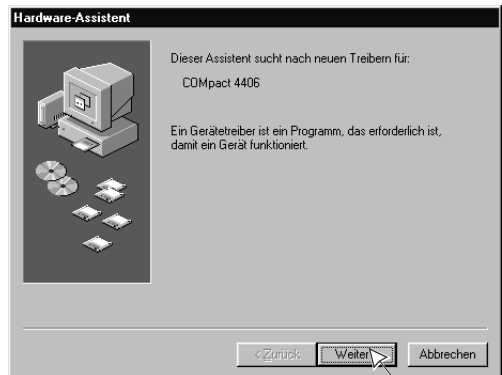 Hardware-Assistent
Dieser Assistent sucht nach neuen Treibern für:
COMpact 4406
Ein Gerätetreiber ist ein Programm, das erforderlich ist,
damit ein Gerät funktioniert.
< Zurück Weiter Abbrechen